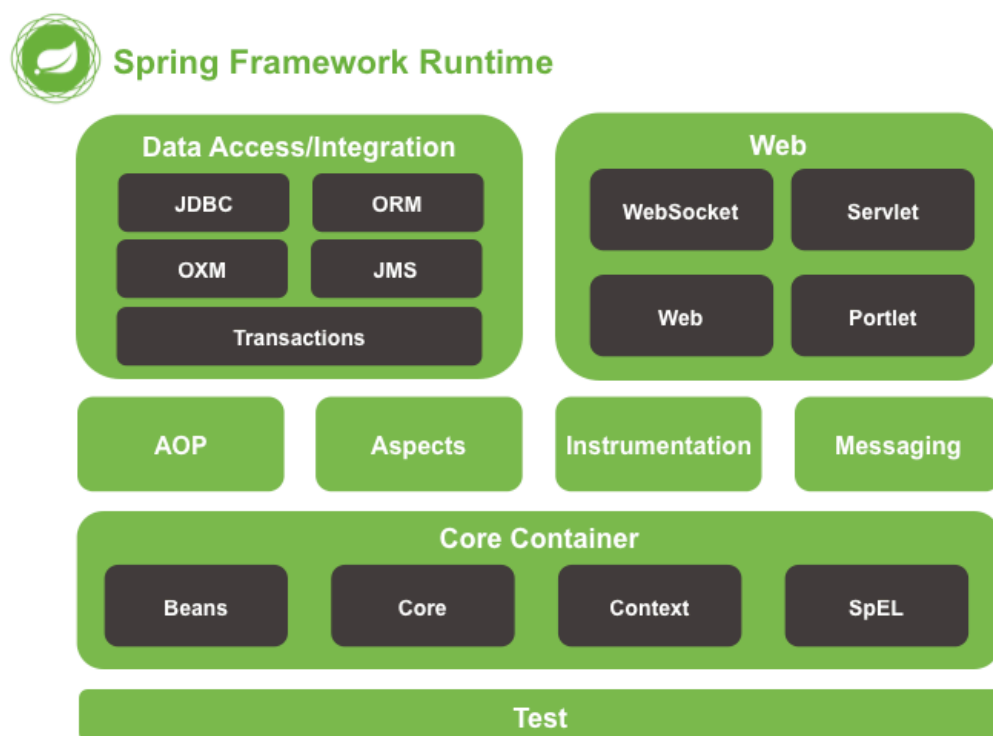 Spring Framework Runtime
Data Access/Integration
JDBC ORM
OXM JMS
Transactions
Web
WebSocket Servlet
Web Portlet
AOP Aspects Instrumentation Messaging
Core Container
Beans Core Context SpEL
Test